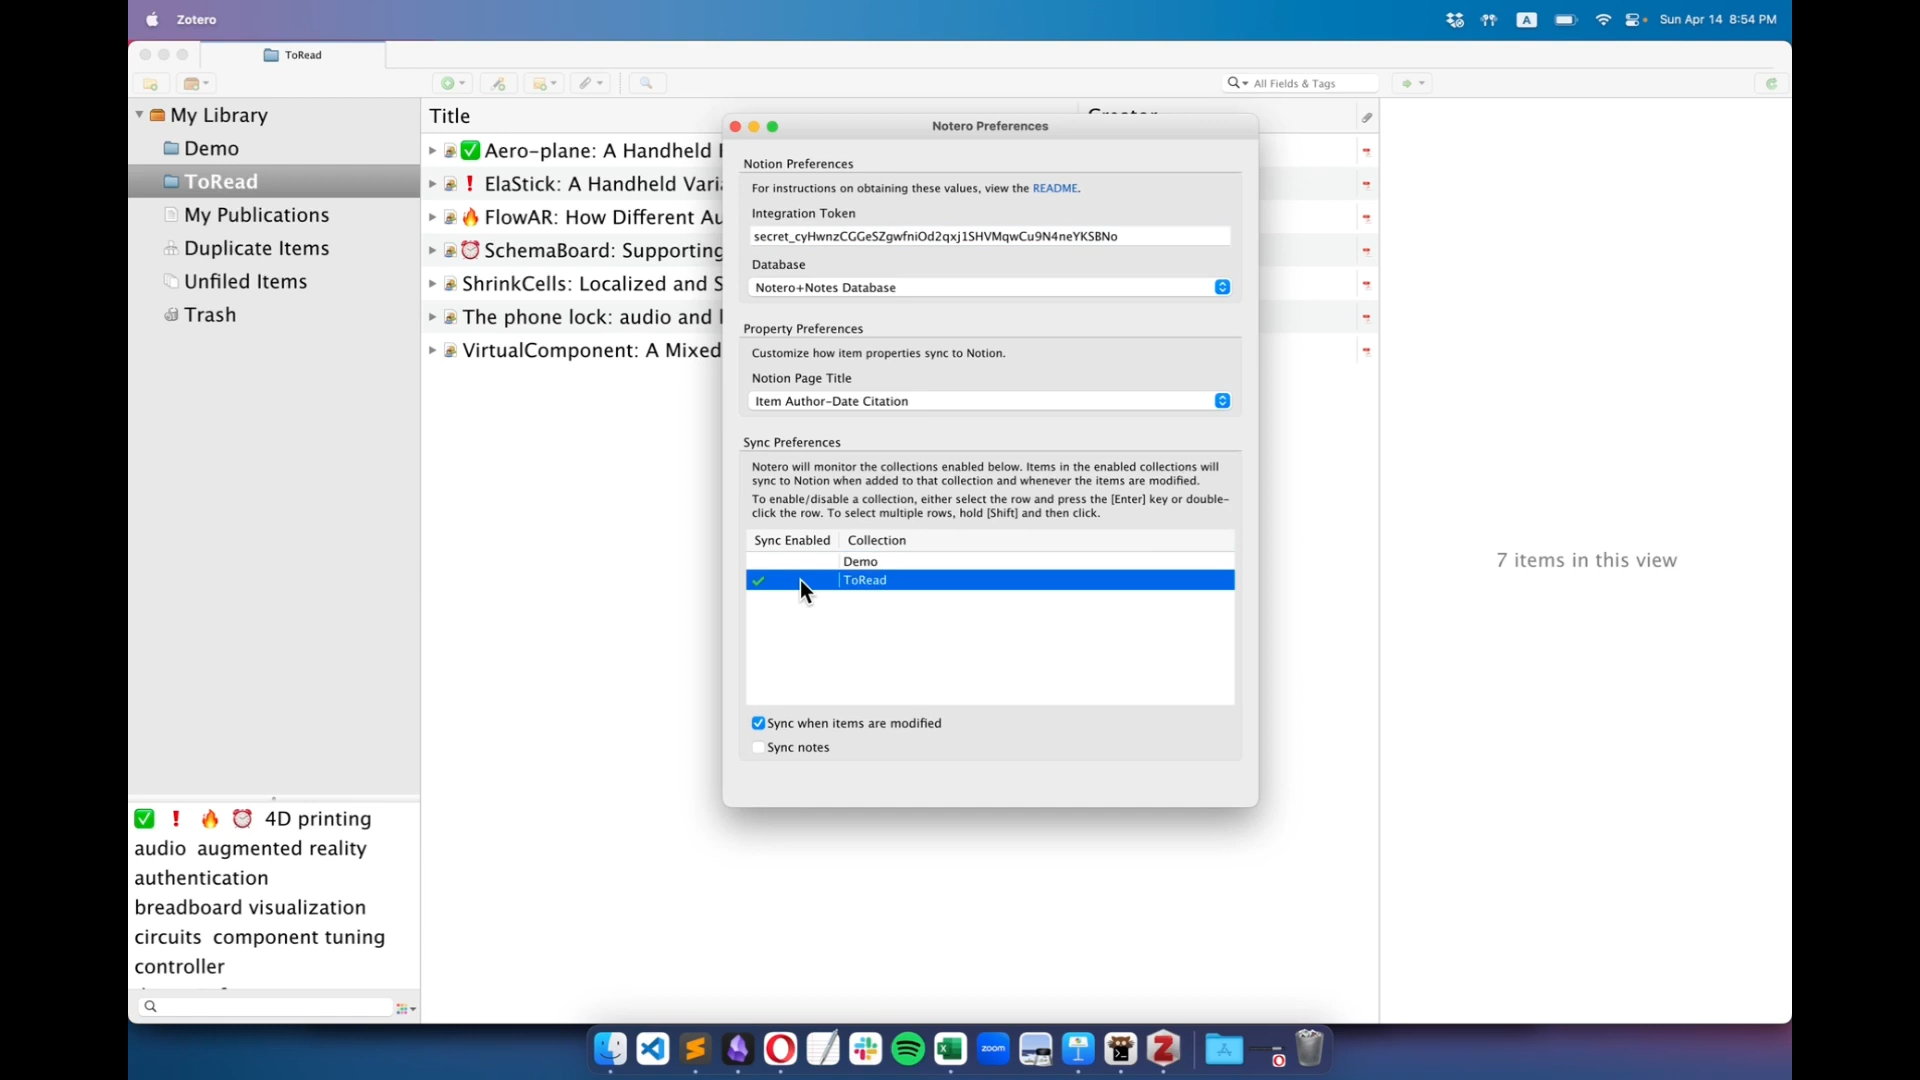 Zotero
A
Sun Apr 14 8:54 PM
ToRead
All Fields & Tags
My Library
Demo
ToRead
My Publications
Duplicate Items
Unfiled Items
Trash
Title
Aero-plane: A Handheld
ElaStick: A Handheld Vari
FlowAR: How Different Au
SchemaBoard: Supporting
ShrinkCells: Localized and S
The phone lock: audio and
VirtualComponent: A Mixed
Notero Preferences
Notion Preferences
For instructions on obtaining these values, view the README.
Integration Token
secret_cyHwnzCGGeSZgwfniOd2qxj1SHVMqwCu9N4neYKSBNo
Database
Notero+Notes Database
Property Preferences
Customize how item properties sync to Notion.
Notion Page Title
Item Author-Date Citation
Sync Preferences
Notero will monitor the collections enabled below. Items in the enabled collections will
sync to Notion when added to that collection and whenever the items are modified.
To enable/disable a collection, either select the row and press the [Enter] key or double-
click the row. To select multiple rows, hold [Shift] and then click.
Sync Enabled Collection
Demo
ToRead
Sync when items are modified
Sync notes
7 items in this view
4D printing
audio augmented reality
authentication
breadboard visualization
circuits component tuning
controller
zoom